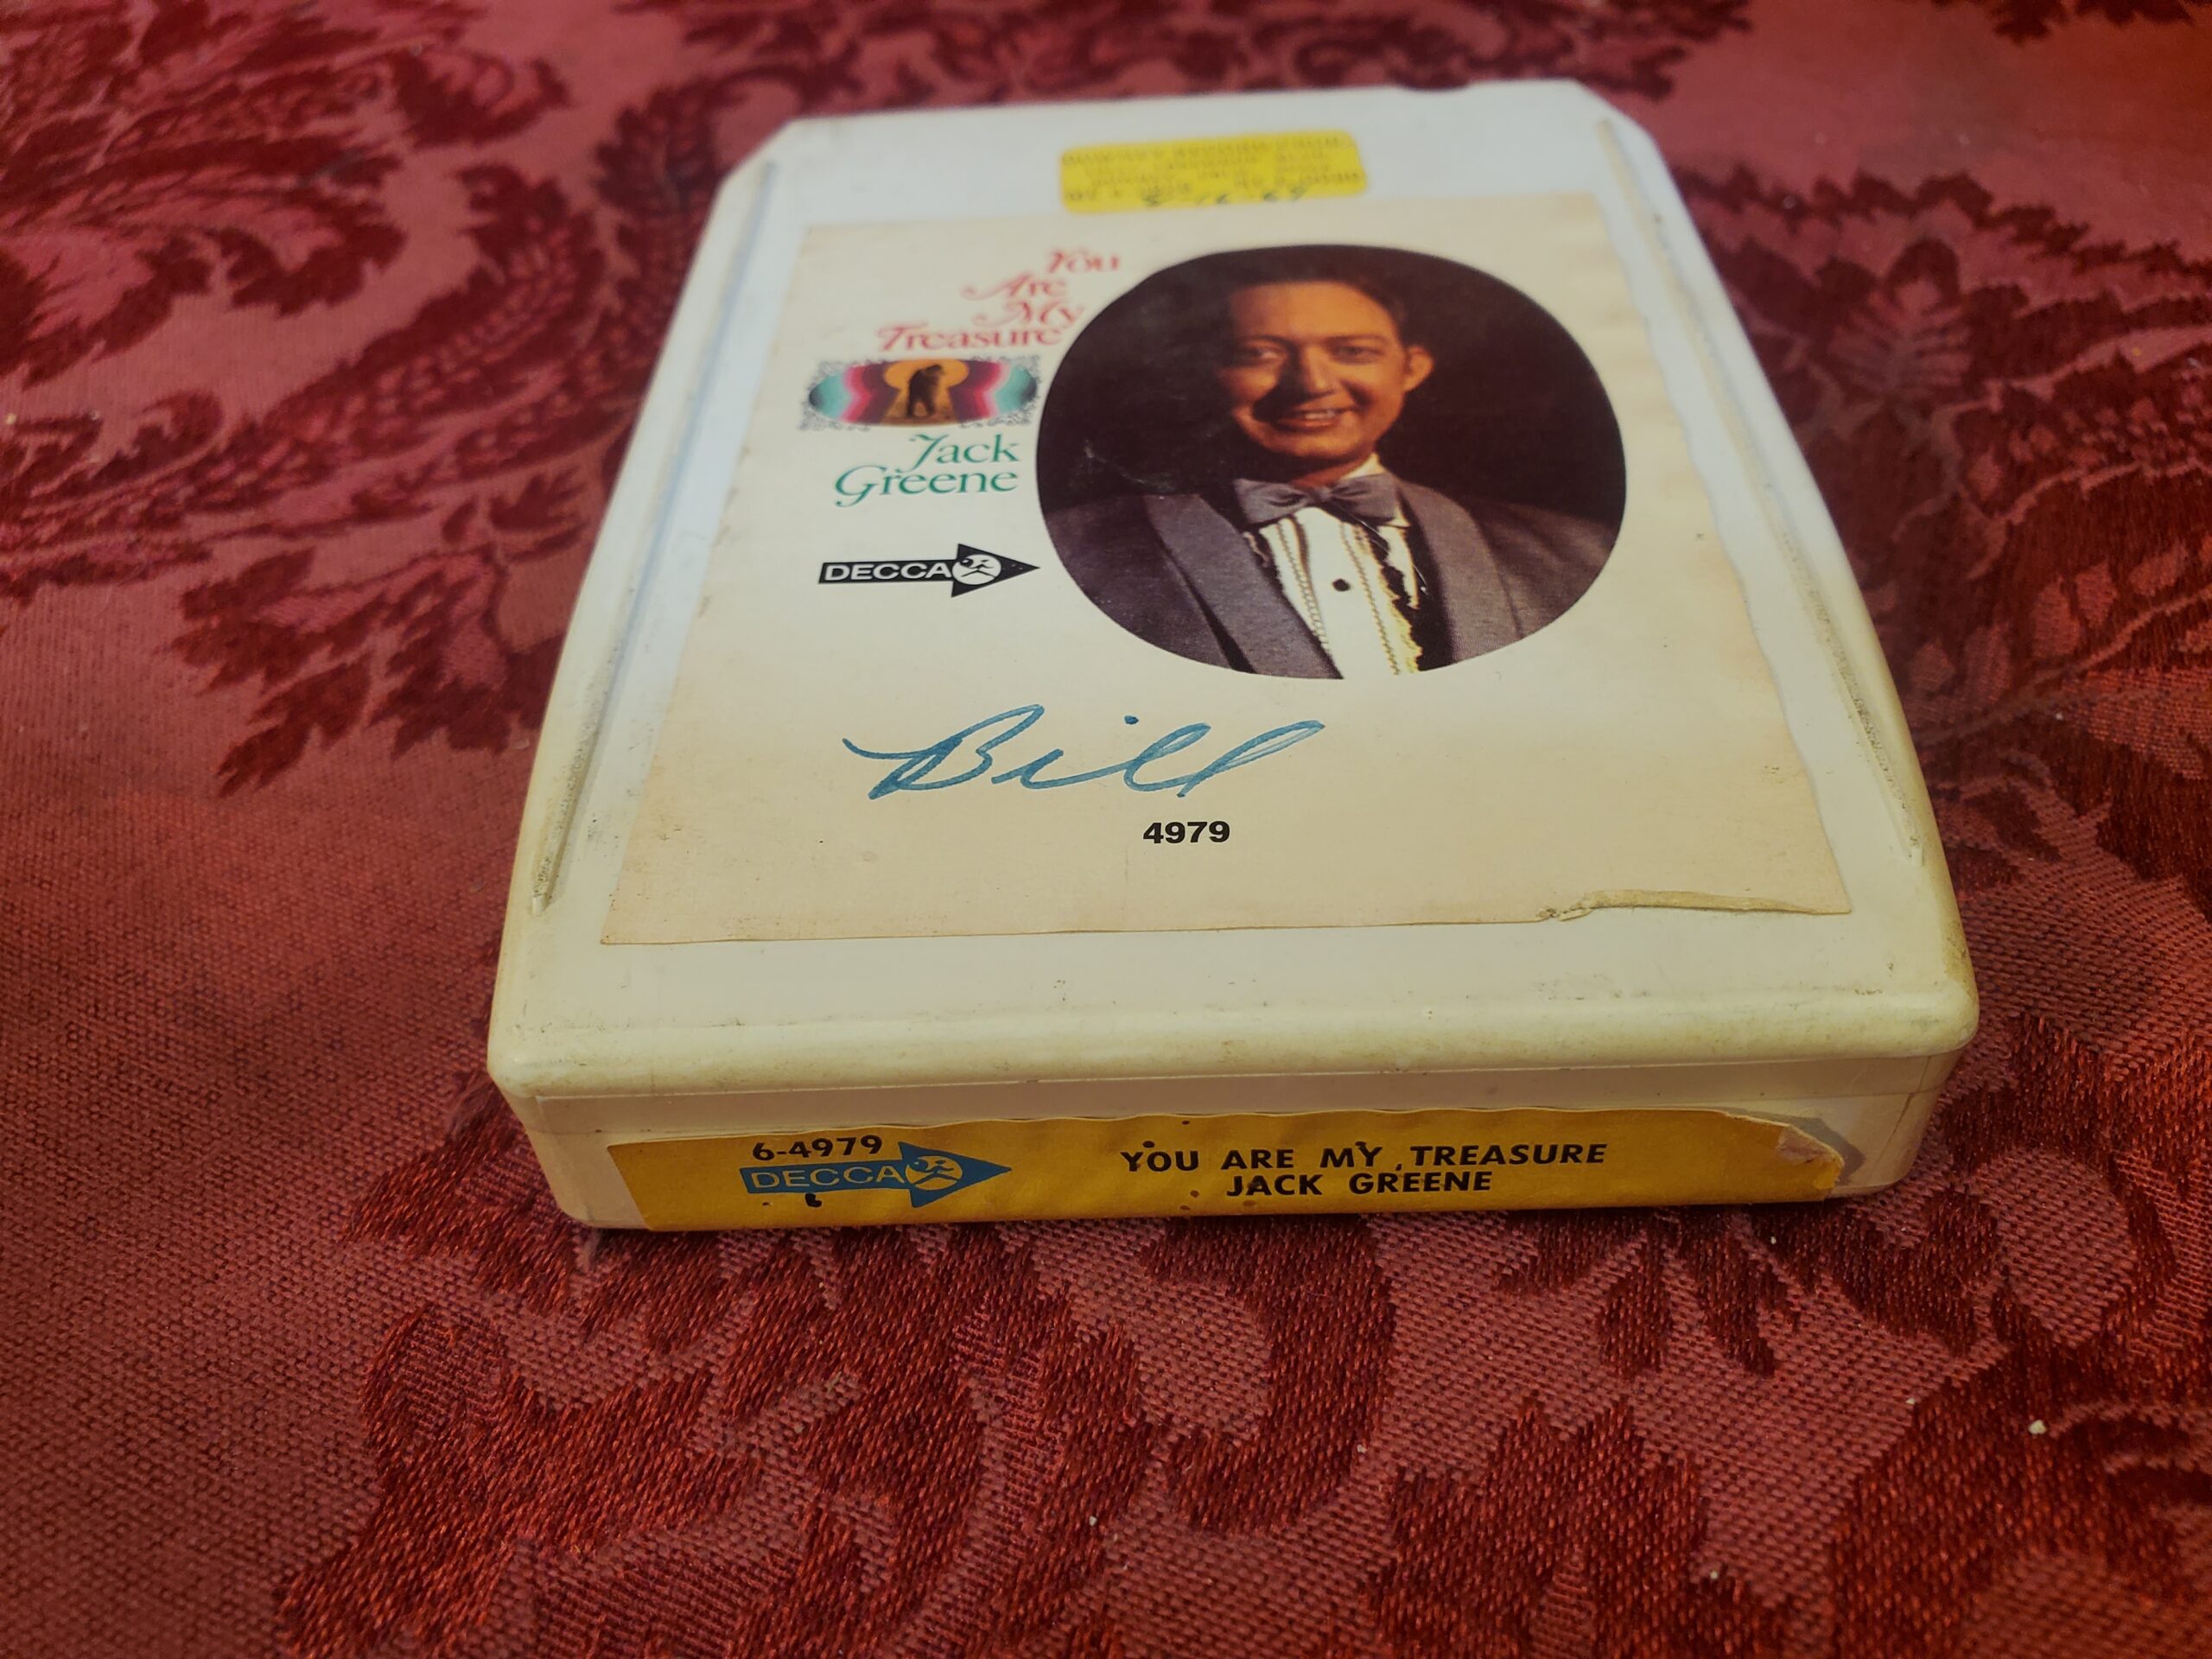 You
Are
My
Treasure
Jack
Greene
DECCA
Bill
4979
6-4979
DECCA
YOU ARE MY TREASURE
JACK GREENE